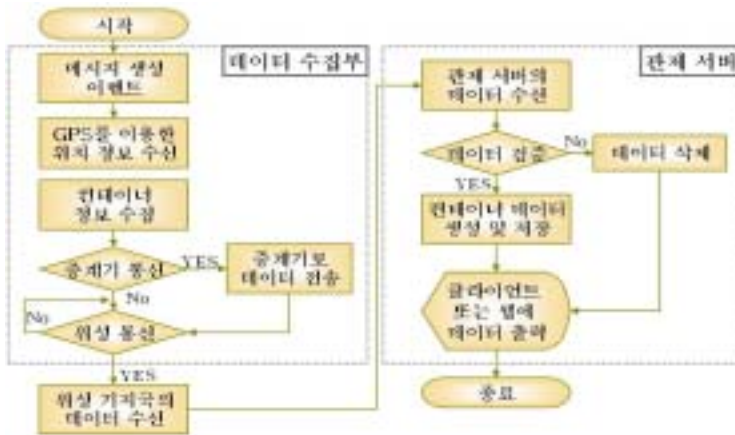 시작
데이터 수집부
메시지 생성
이벤트
GPS를 이용한
위치 정보 수신
컨테이너
정보 수집
중계기 통신
YES
중계기로
데이터 전송
No
위성 통신
No
YES
위성 기지국의
데이터 수신
관제 서버
관제 서버의
데이터 수신
데이터 검증
No
데이터 삭제
YES
컨테이너 데이터
생성 및 저장
클라이언트
또는 웹에
데이터 출력
종료